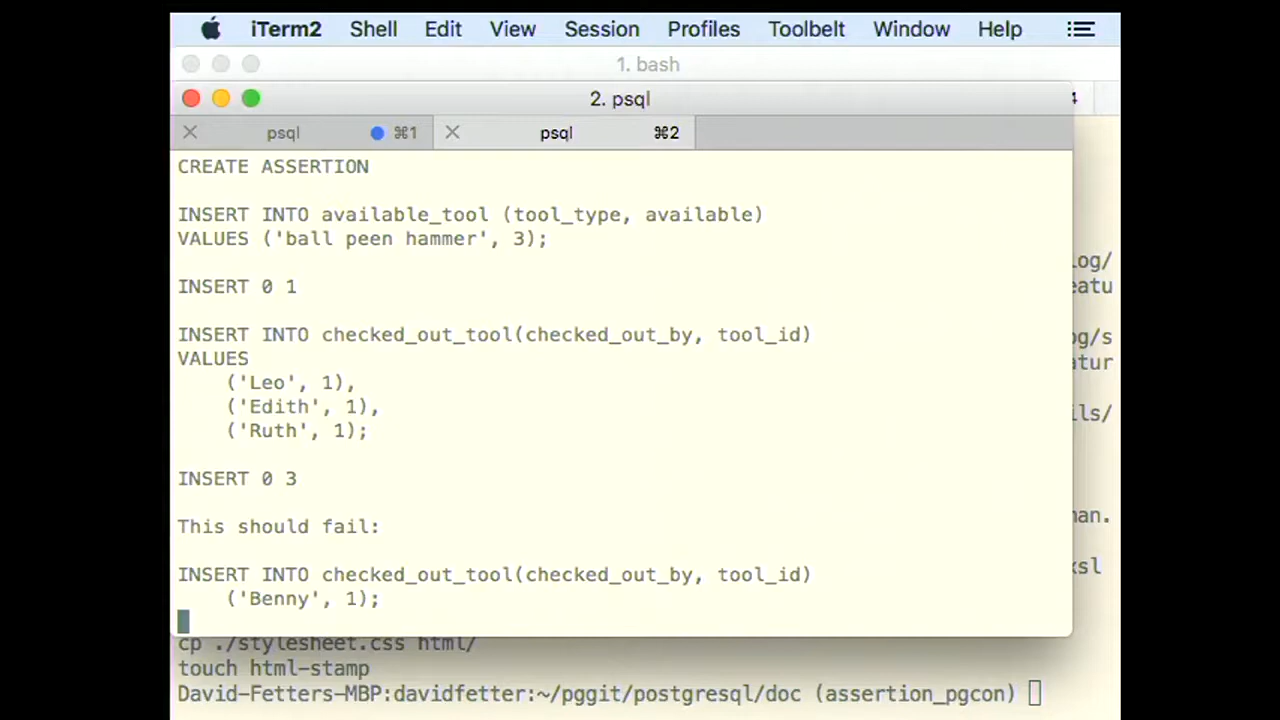 iTerm2 Shell Edit View Session Profiles Toolbelt Window Help
1. bash
2. psql
psql ⌘1 psql ⌘2
CREATE ASSERTION
INSERT INTO available_tool (tool_type, available)
VALUES ('ball peen hammer', 3);
INSERT 0 1
INSERT INTO checked_out_tool(checked_out_by, tool_id)
VALUES
('Leo', 1),
('Edith', 1),
('Ruth', 1);
INSERT 0 3
This should fail:
INSERT INTO checked_out_tool(checked_out_by, tool_id)
('Benny', 1);
cp ./stylesheet.css html/
touch html-stamp
David-Fetters-MBP:davidfetter:~/pggit/postgresql/doc (assertion_pgcon)